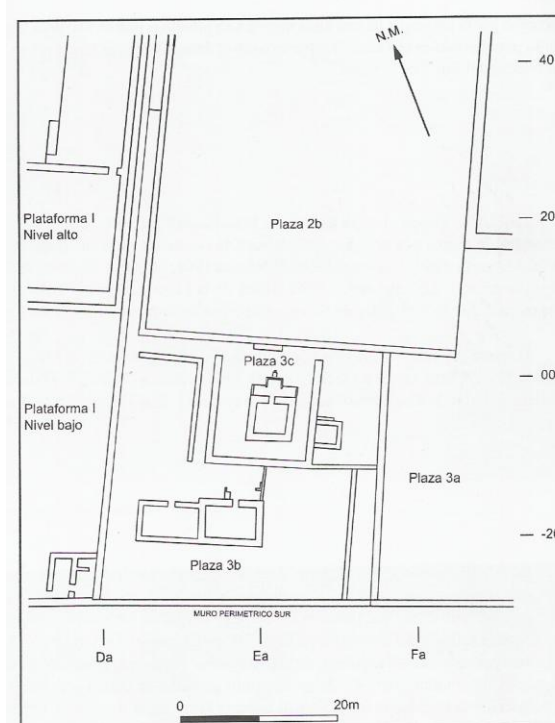 N.M.
— 40
Plataforma I
Nivel alto
Plaza 2b
— 20
Plaza 3c
— 00
Plataforma I
Nivel bajo
Plaza 3a
— -20
Plaza 3b
MURO PERIMETRICO SUR
Da
Ea
Fa
0
20m